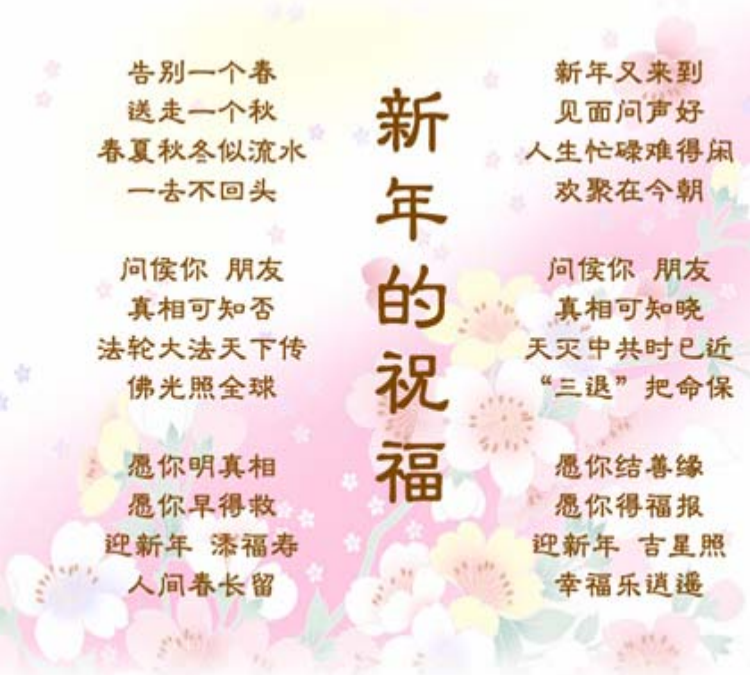 新年的祝福
告别一个春
送走一个秋
春夏秋冬似流水
一去不回头
问侯你 朋友
真相可知否
法轮大法天下传
佛光照全球
愿你明真相
愿你早得救
迎新年 添福寿
人间春长留
新年又来到
见面问声好
人生忙碌难得闲
欢聚在今朝
问侯你 朋友
真相可知晓
天灭中共时已近
“三退”把命保
愿你结善缘
愿你得福报
迎新年 吉星照
幸福乐逍遥